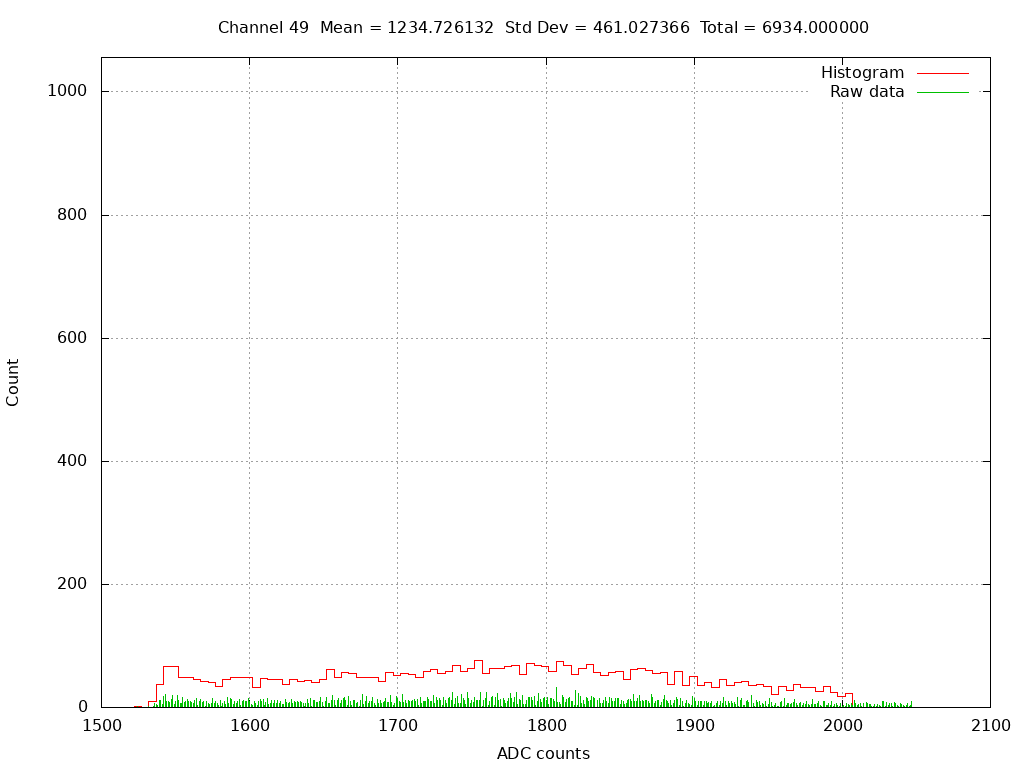 Channel 49  Mean = 1234.726132  Std Dev = 461.027366  Total = 6934.000000
Histogram
Raw data
1000
800
600
400
200
0
Count
1500 1600 1700 1800 1900 2000 2100
ADC counts